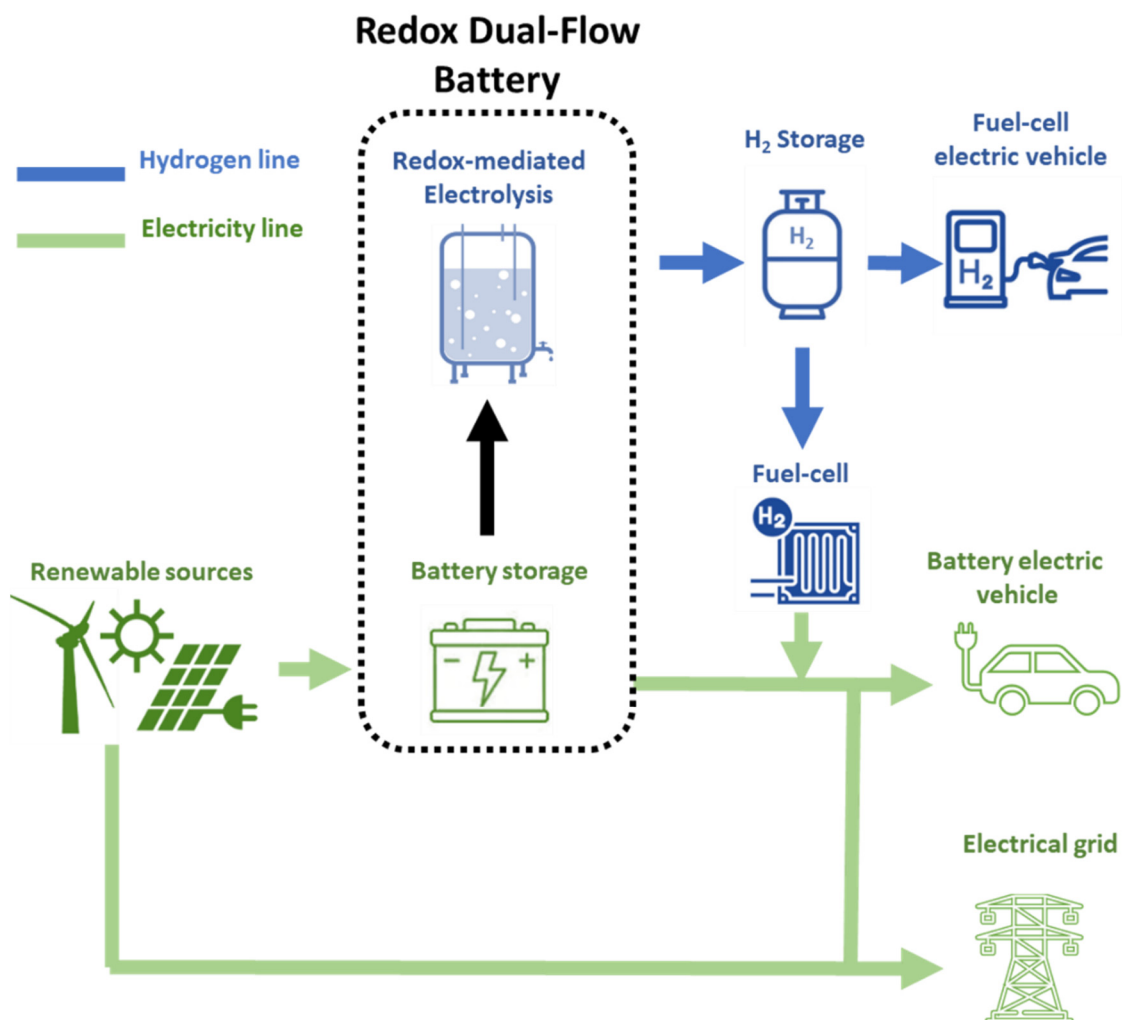 Redox Dual-Flow
Battery
Hydrogen line
Electricity line
Redox-mediated
Electrolysis
H₂ Storage
H₂
Fuel-cell
electric vehicle
H₂
Fuel-cell
H₂
Renewable sources
Battery storage
- +
Battery electric
vehicle
Electrical grid